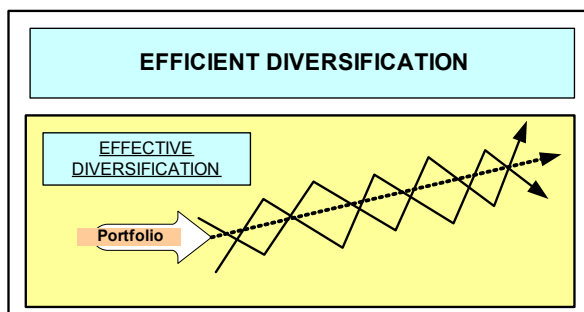 EFFICIENT DIVERSIFICATION
EFFECTIVE
DIVERSIFICATION
Portfolio